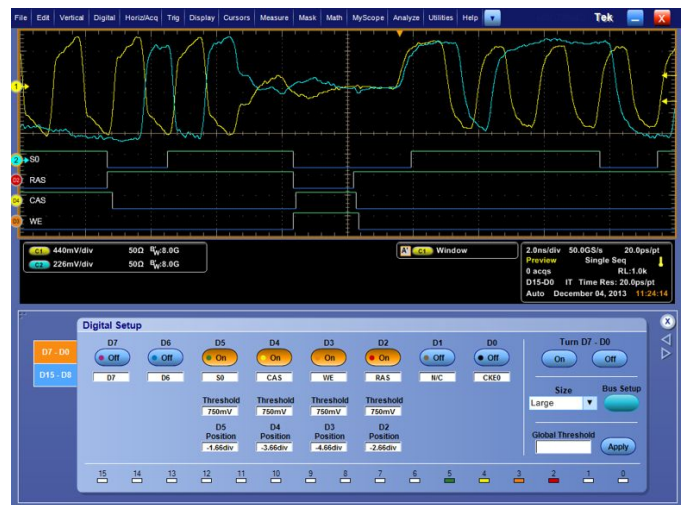 File Edit Vertical Digital Horiz/Acq Trig Display Cursors Measure Mask Math MyScope Analyze Utilities Help Tek X
1
2 S0
D2 RAS
D4 CAS
D3 WE
C1 440mV/div 50Ω BW:8.0G
C2 226mV/div 50Ω BW:8.0G
A' C1 Window
2.0ns/div 50.0GS/s 20.0ps/pt
Preview Single Seq
0 acqs RL:1.0k
D15-D0 IT Time Res: 20.0ps/pt
Auto December 04, 2013 11:24:14
Digital Setup
X
D7 - D0
D15 - D8
D7 D6 D5 D4 D3 D2 D1 D0
Off Off On On On On Off Off
D7 D6 S0 CAS WE RAS N/C CKE0
Threshold Threshold Threshold Threshold
750mV 750mV 750mV 750mV
D5 D4 D3 D2
Position Position Position Position
-1.66div -3.66div -4.66div -2.66div
Turn D7 - D0
On Off
Size Bus Setup
Large
Global Threshold
Apply
15 14 13 12 11 10 9 8 7 6 5 4 3 2 1 0